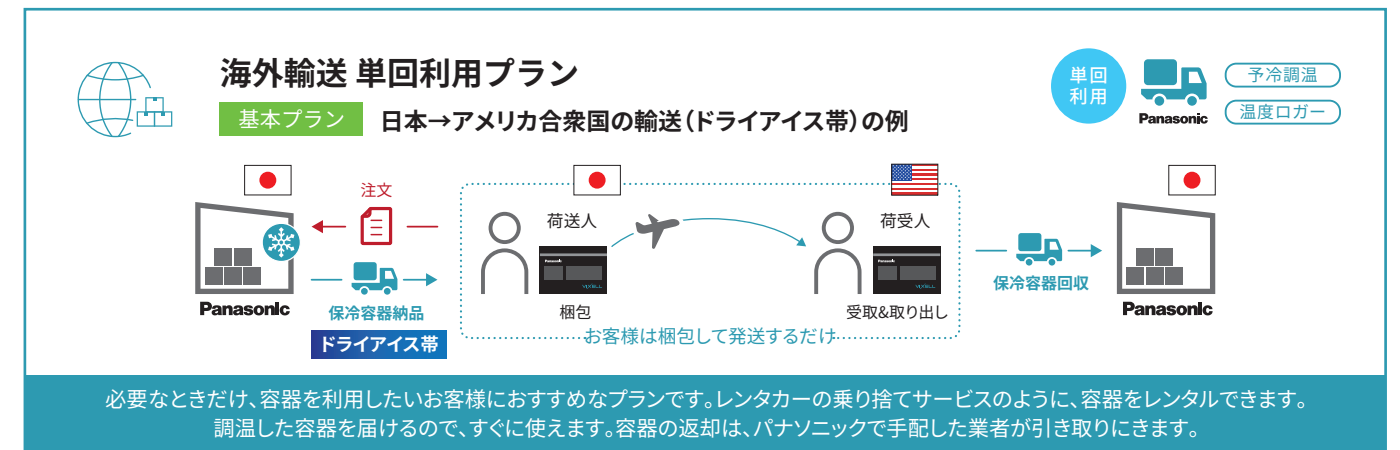 海外輸送 単回利用プラン
基本プラン
日本→アメリカ合衆国の輸送(ドライアイス帯)の例
単回
利用
Panasonic
予冷調温
温度ロガー
注文
荷送人
荷受人
Panasonic
VIXELL
Panasonic
VIXELL
Panasonic
保冷容器納品
ドライアイス帯
梱包
受取&取り出し
お客様は梱包して発送するだけ
保冷容器回収
Panasonic
必要なときだけ、容器を利用したいお客様におすすめなプランです。レンタカーの乗り捨てサービスのように、容器をレンタルできます。
調温した容器を届けるので、すぐに使えます。容器の返却は、パナソニックで手配した業者が引き取りにきます。